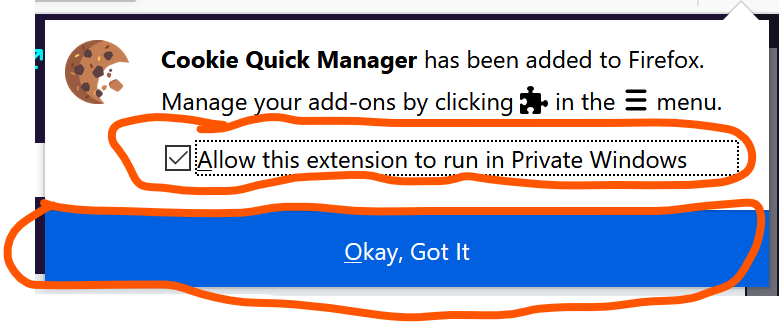 Cookie Quick Manager has been added to Firefox.
Manage your add-ons by clicking in the menu.
Allow this extension to run in Private Windows
Okay, Got It